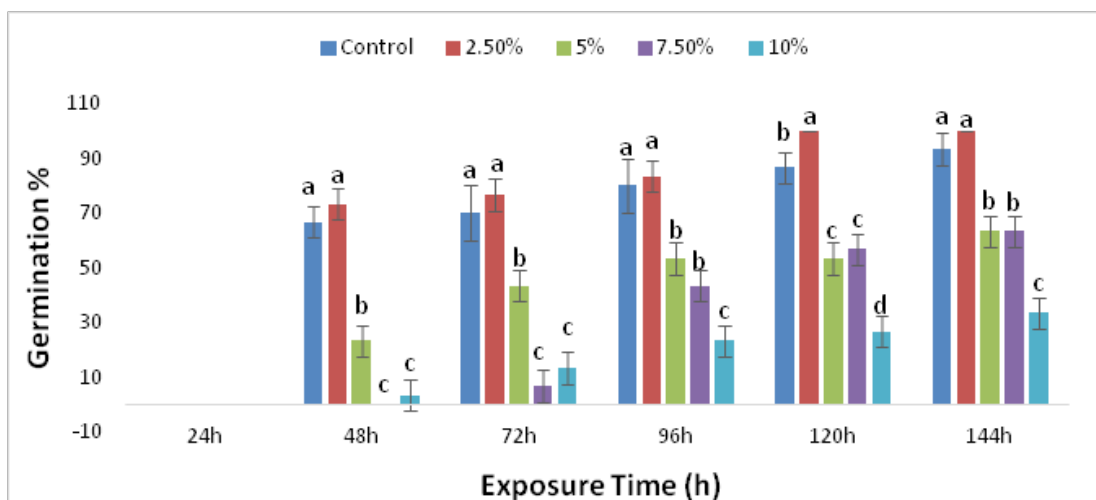 Control 2.50% 5% 7.50% 10%
110
90
70
50
30
10
-10
Germination %
a a b c c
a a b c c
a a b b c
b a c c d
a a b b c
24h 48h 72h 96h 120h 144h
Exposure Time (h)